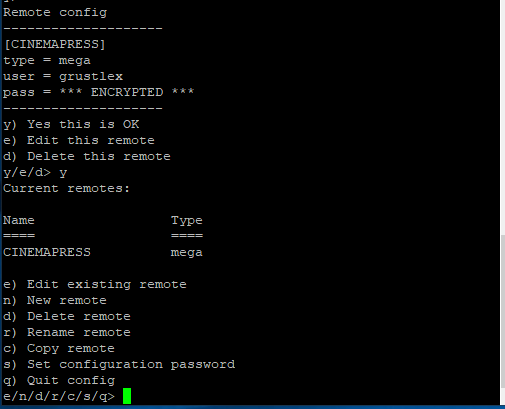 Remote config
--------------------
[CINEMAPRESS]
type = mega
user = grustlex
pass = *** ENCRYPTED ***
--------------------
y) Yes this is OK
e) Edit this remote
d) Delete this remote
y/e/d> y
Current remotes:
Name                 Type
====                 ====
CINEMAPRESS          mega
e) Edit existing remote
n) New remote
d) Delete remote
r) Rename remote
c) Copy remote
s) Set configuration password
q) Quit config
e/n/d/r/c/s/q>